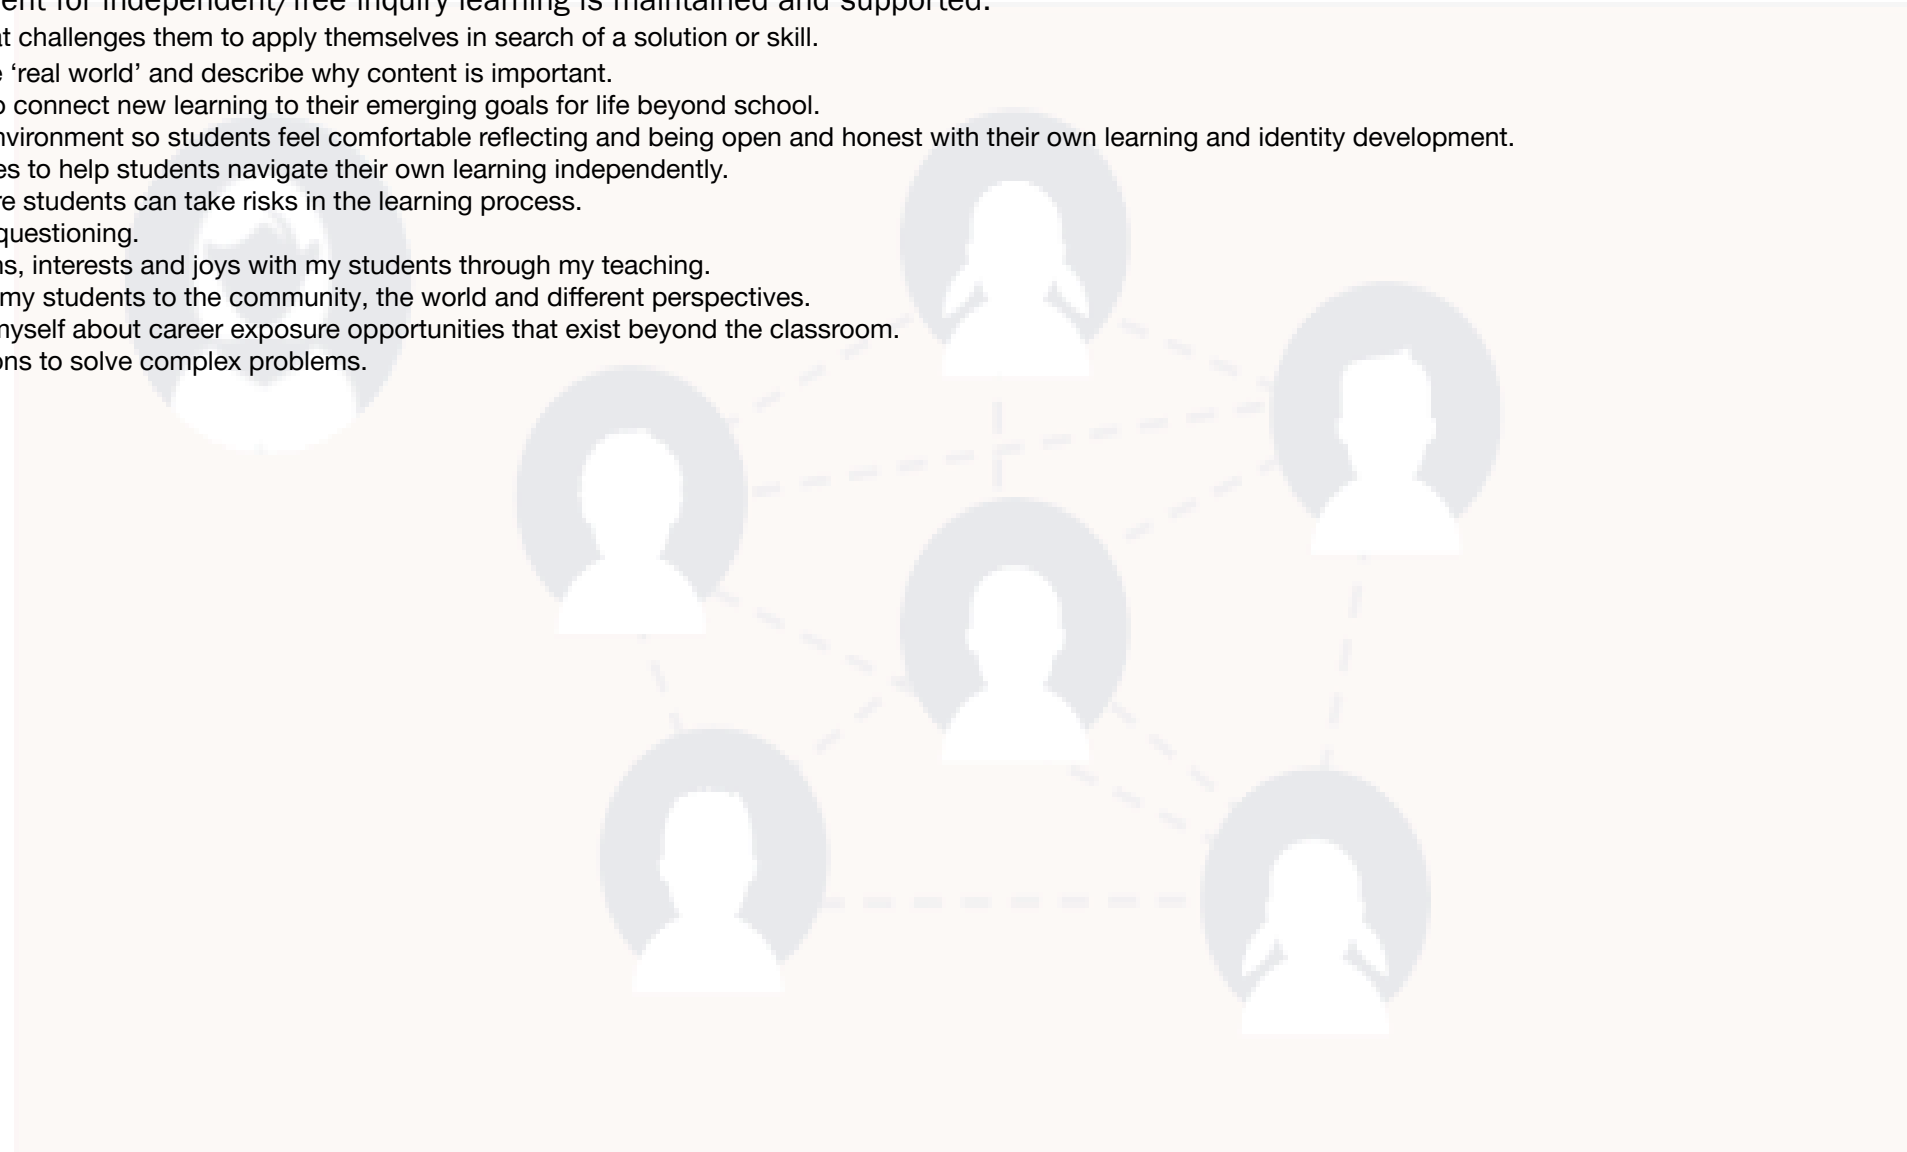 ent for independent/free inquiry learning is maintained and supported.
at challenges them to apply themselves in search of a solution or skill.
e ‘real world’ and describe why content is important.
o connect new learning to their emerging goals for life beyond school.
nvironment so students feel comfortable reflecting and being open and honest with their own learning and identity development.
es to help students navigate their own learning independently.
re students can take risks in the learning process.
questioning.
ns, interests and joys with my students through my teaching.
my students to the community, the world and different perspectives.
myself about career exposure opportunities that exist beyond the classroom.
ons to solve complex problems.